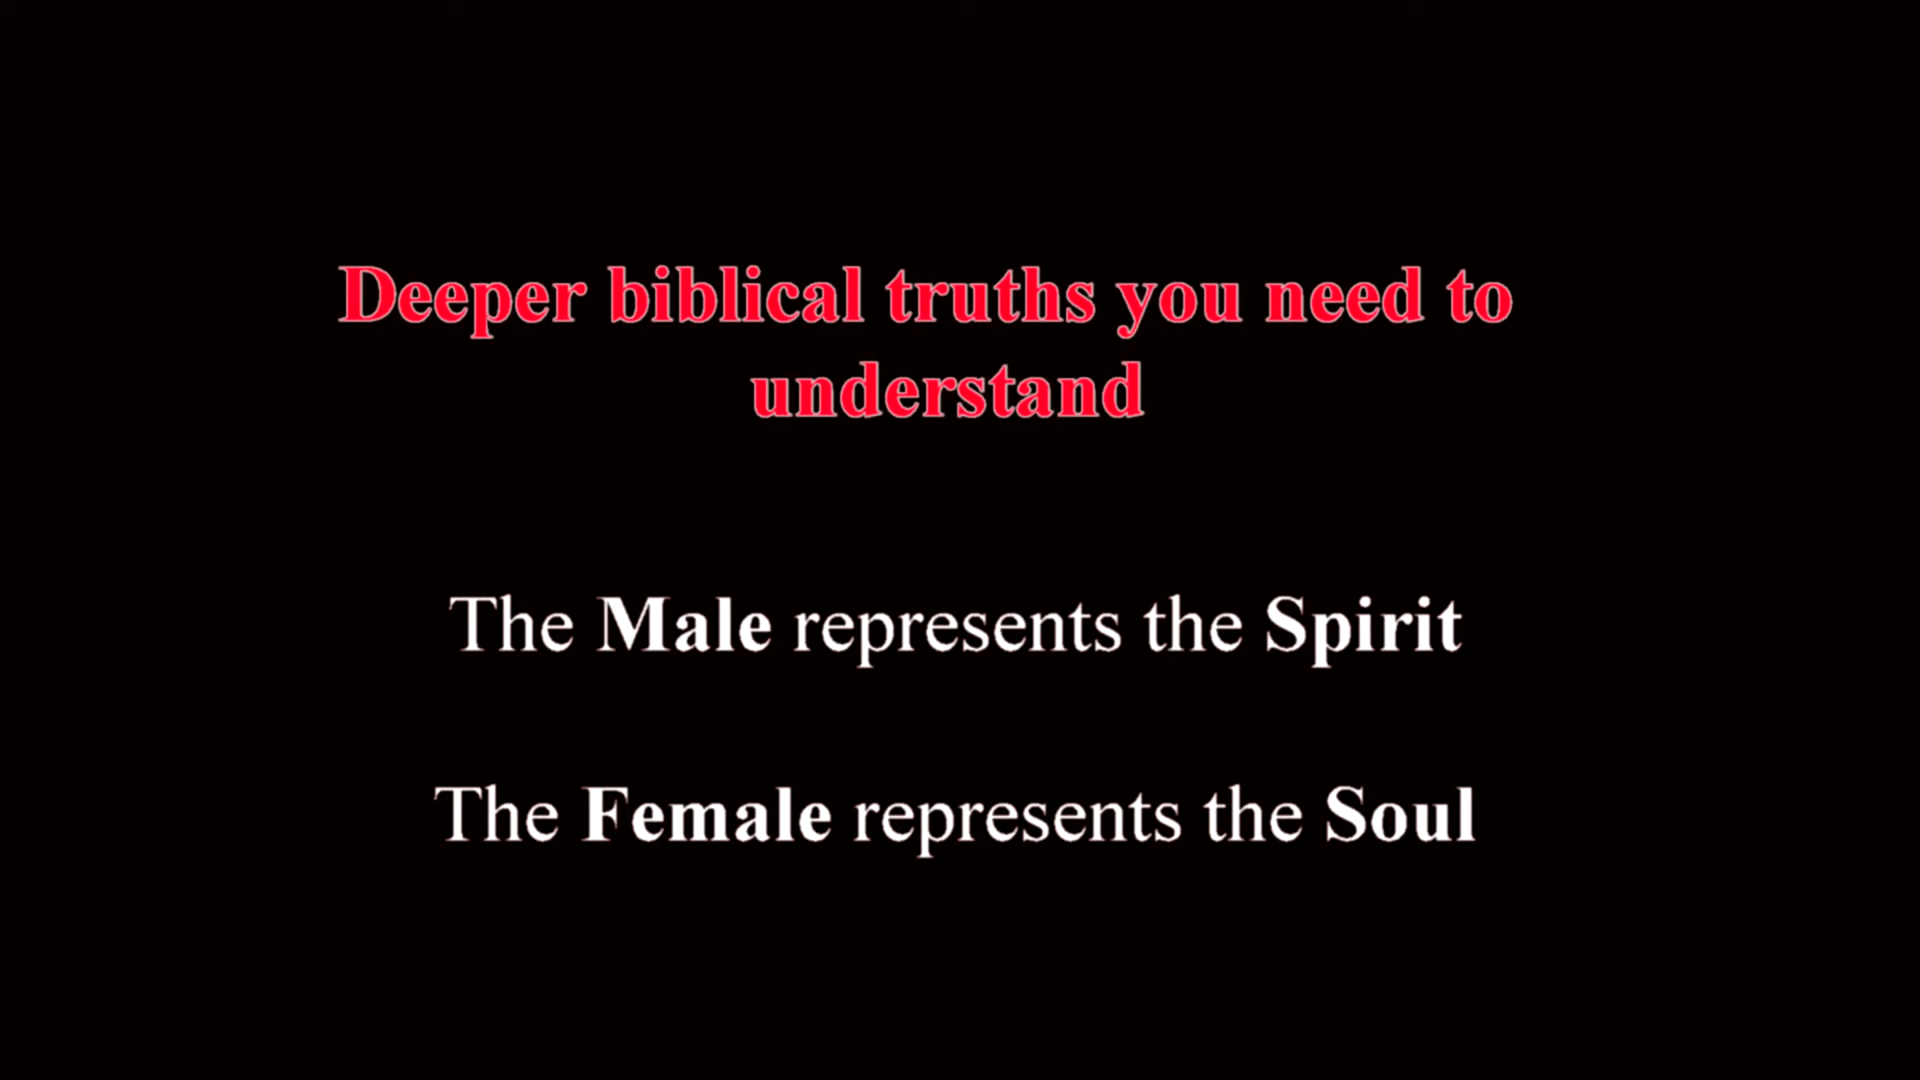 Deeper biblical truths you need to
understand
The Male represents the Spirit
The Female represents the Soul